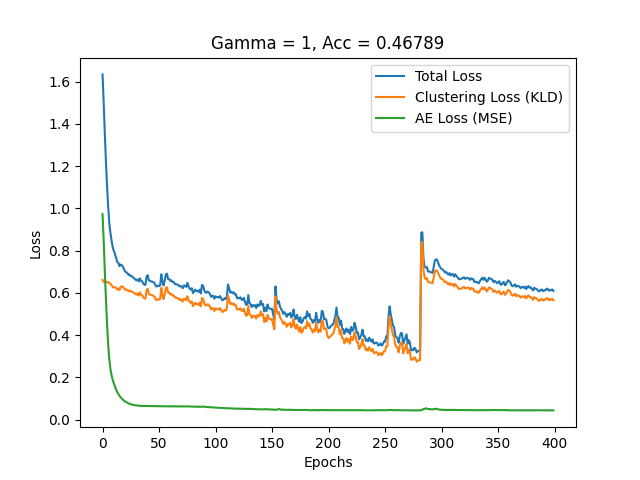 Gamma = 1, Acc = 0.46789
Total Loss
Clustering Loss (KLD)
AE Loss (MSE)
Loss
1.6
1.4
1.2
1.0
0.8
0.6
0.4
0.2
0.0
0 50 100 150 200 250 300 350 400
Epochs